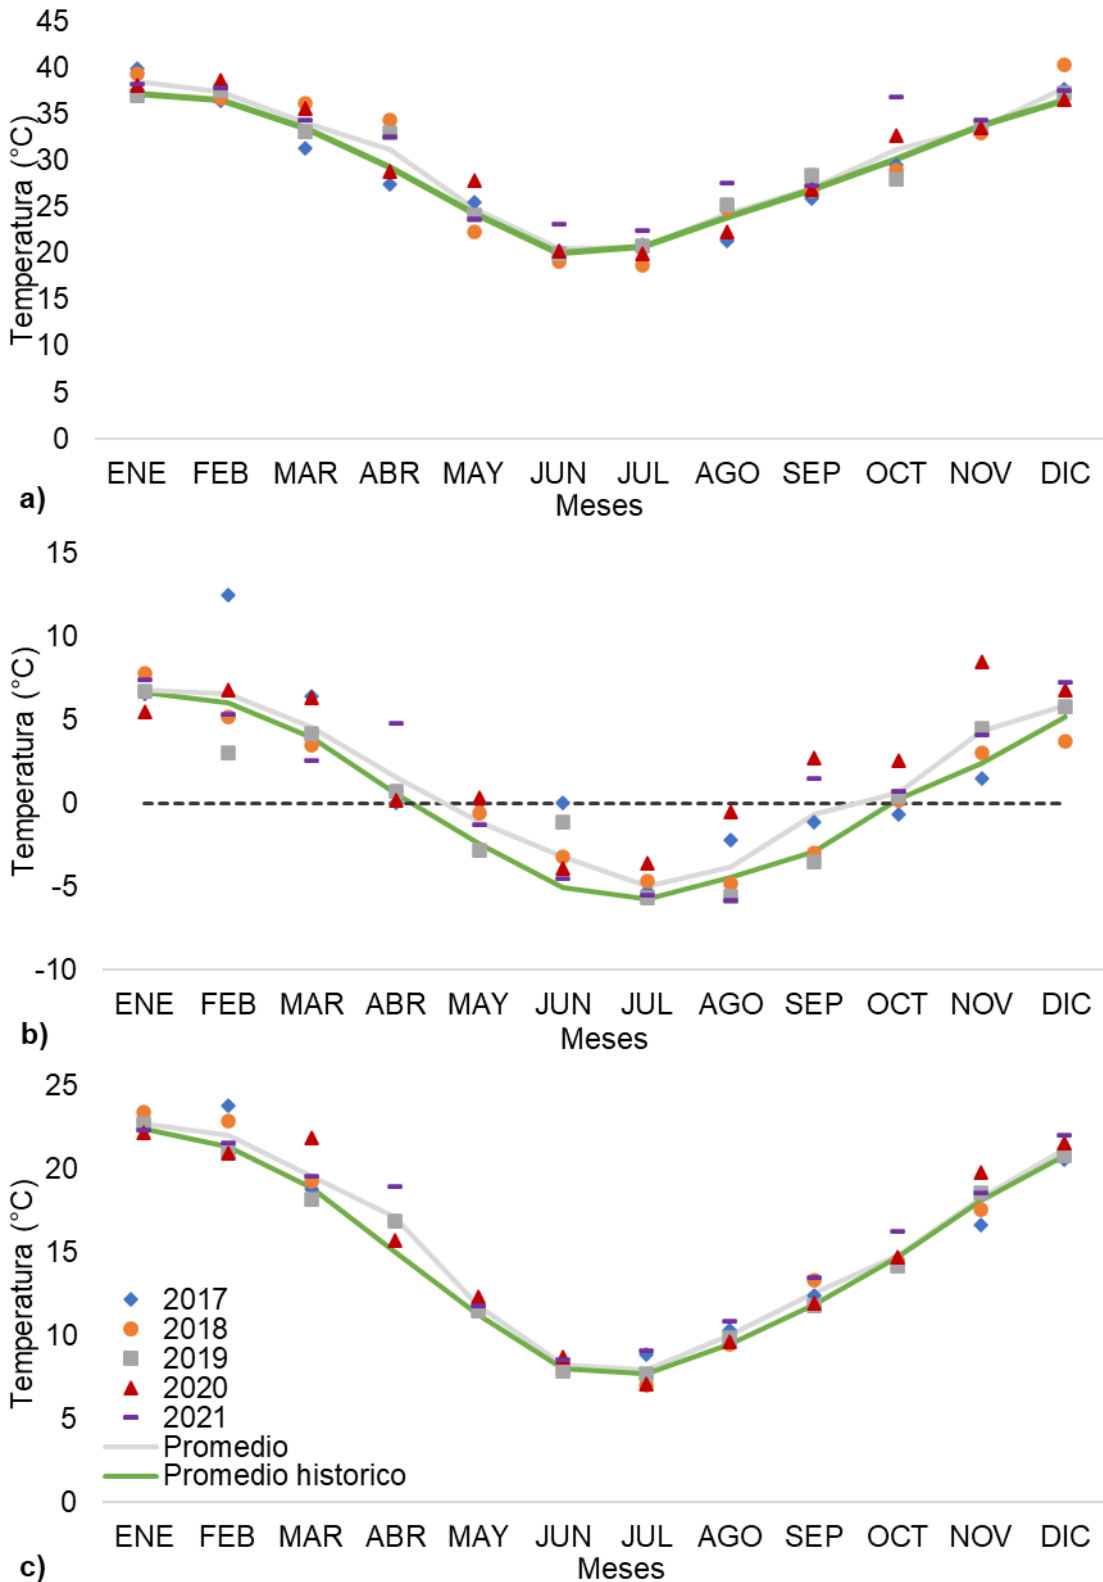 45
40
35
30
25
20
15
10
5
0
Temperatura (°C)
ENE FEB MAR ABR MAY JUN JUL AGO SEP OCT NOV DIC
Meses
a)
15
10
5
0
-5
-10
Temperatura (°C)
ENE FEB MAR ABR MAY JUN JUL AGO SEP OCT NOV DIC
Meses
b)
25
20
15
10
5
0
Temperatura (°C)
2017
2018
2019
2020
2021
Promedio
Promedio historico
ENE FEB MAR ABR MAY JUN JUL AGO SEP OCT NOV DIC
Meses
c)